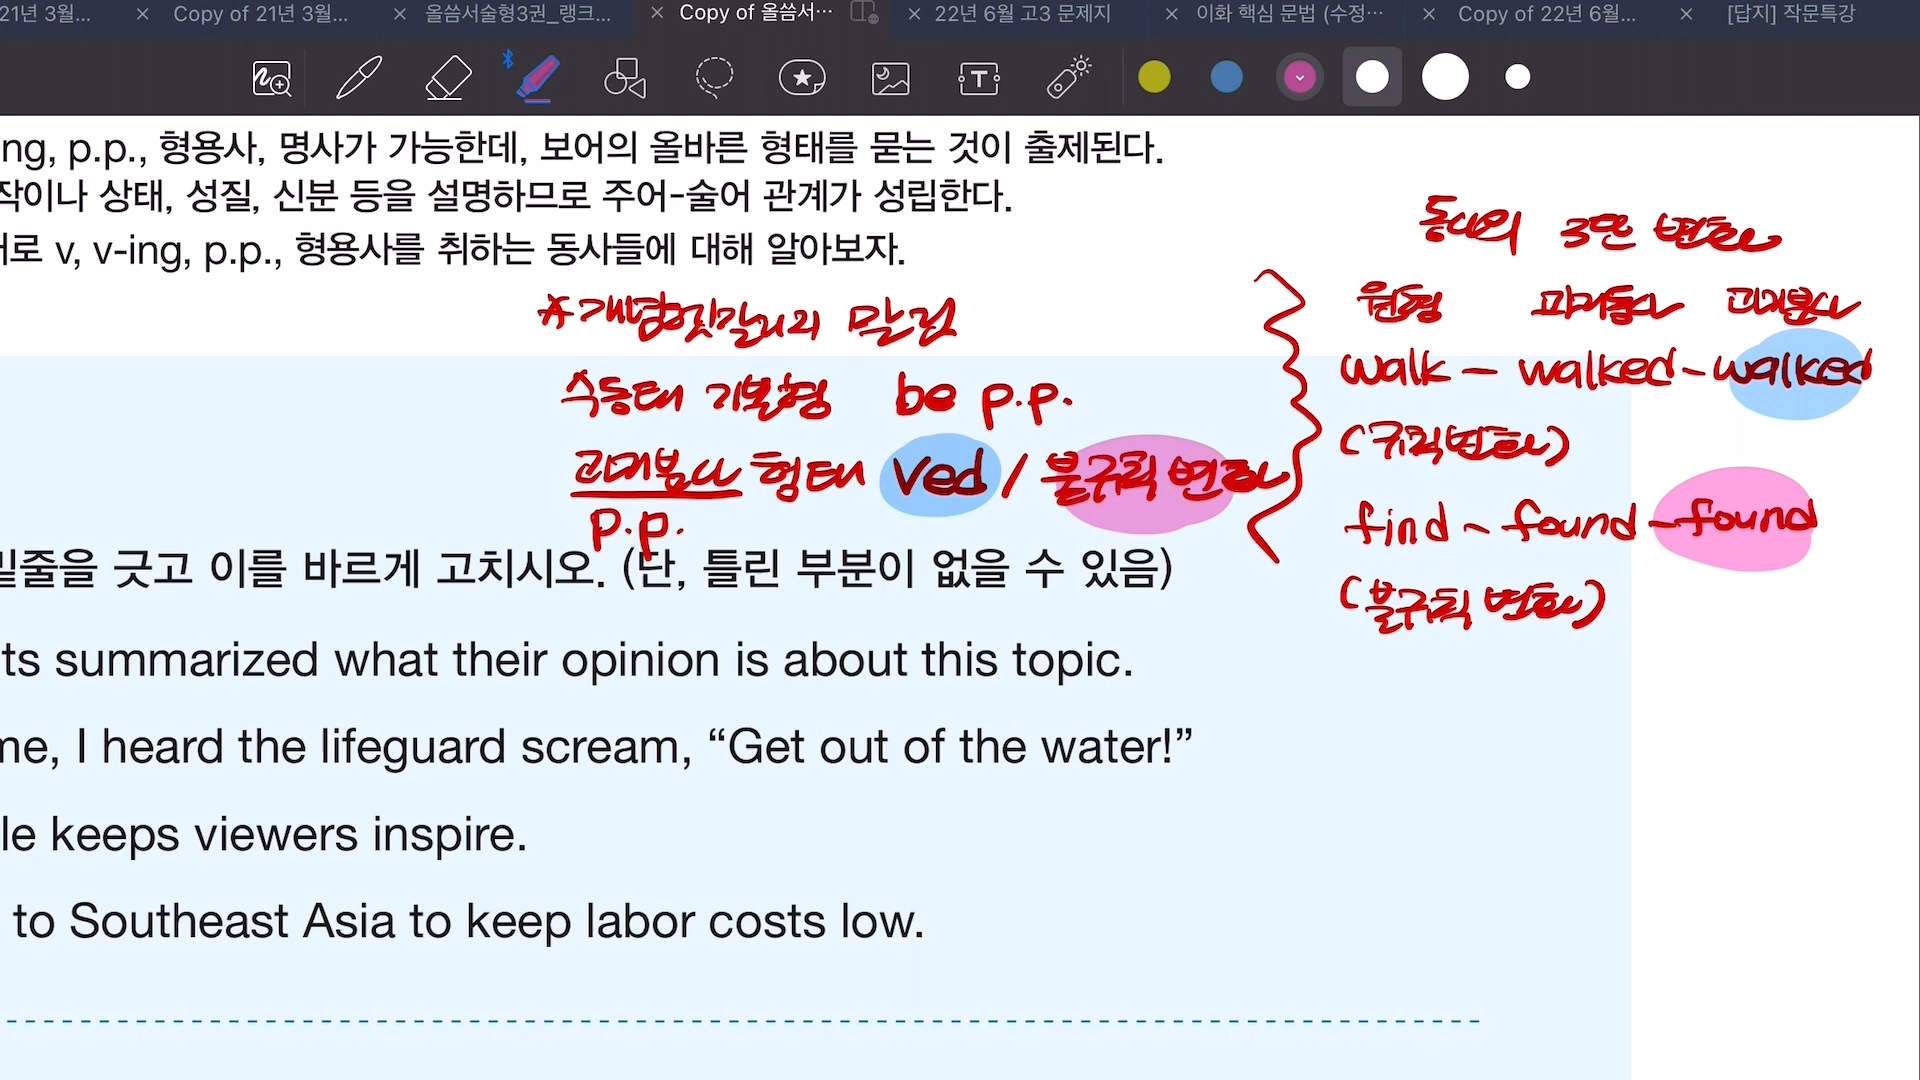 21년 3월... × Copy of 21년 3월... × 올씀서술형3권_랭크... × Copy of 올씀서... × 22년 6월 고3 문제지 × 이화 핵심 문법 (수정... × Copy of 22년 6월... × [답지] 작문특강
ng, p.p., 형용사, 명사가 가능한데, 보어의 올바른 형태를 묻는 것이 출제된다.
작이나 상태, 성질, 신분 등을 설명하므로 주어-술어 관계가 성립한다.
어로 v, v-ing, p.p., 형용사를 취하는 동사들에 대해 알아보자.
동사의 3단 변화
원형 과거동사 과거분사
walk - walked - walked
(규칙변화)
find - found - found
(불규칙 변화)
수동태 기본형 be p.p.
과거분사 형태 ved / 불규칙 변화
p.p.
밑줄을 긋고 이를 바르게 고치시오. (단, 틀린 부분이 없을 수 있음)
ts summarized what their opinion is about this topic.
me, I heard the lifeguard scream, “Get out of the water!”
le keeps viewers inspire.
to Southeast Asia to keep labor costs low.